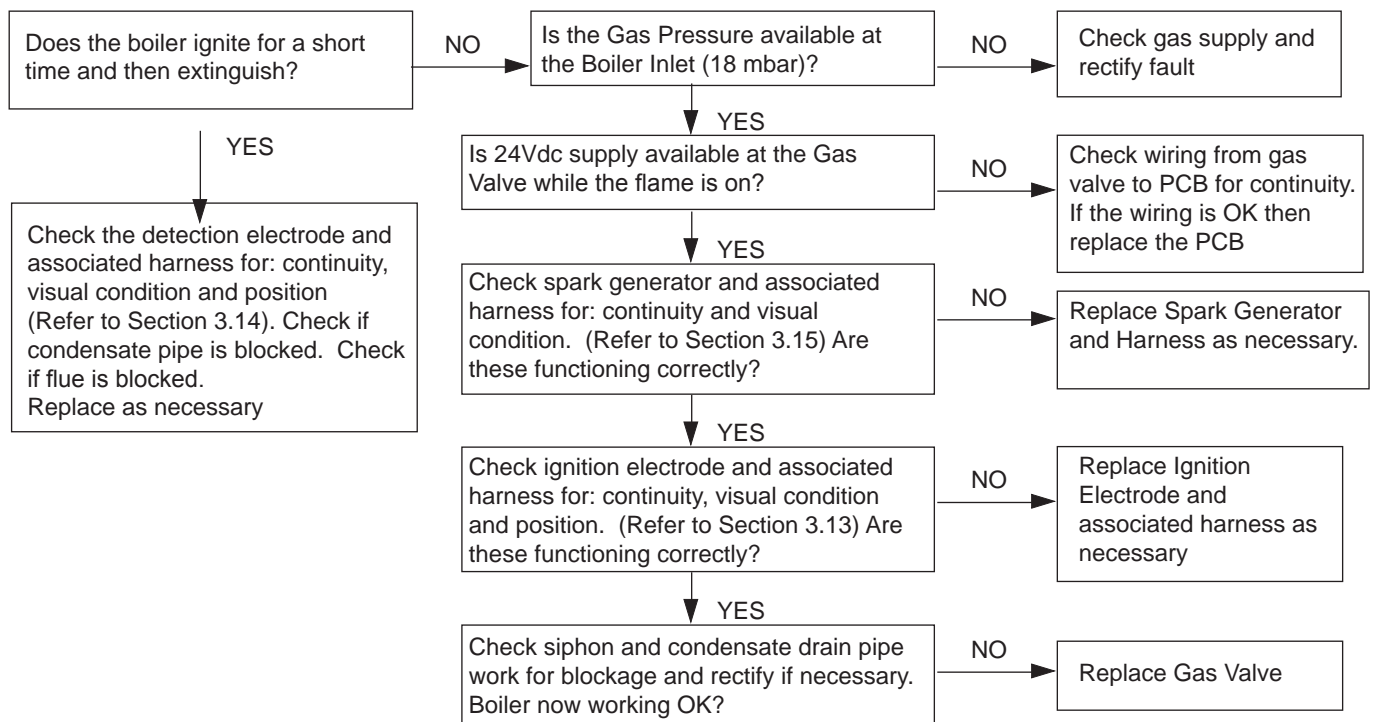 Does the boiler ignite for a short
time and then extinguish?
NO
Is the Gas Pressure available at
the Boiler Inlet (18 mbar)?
NO
Check gas supply and
rectify fault
YES
YES
Is 24Vdc supply available at the Gas
Valve while the flame is on?
NO
Check wiring from gas
valve to PCB for continuity.
If the wiring is OK then
replace the PCB
Check the detection electrode and
associated harness for: continuity,
visual condition and position
(Refer to Section 3.14). Check if
condensate pipe is blocked. Check
if flue is blocked.
Replace as necessary
YES
Check spark generator and associated
harness for: continuity and visual
condition. (Refer to Section 3.15) Are
these functioning correctly?
NO
Replace Spark Generator
and Harness as necessary.
YES
Check ignition electrode and associated
harness for: continuity, visual condition
and position. (Refer to Section 3.13) Are
these functioning correctly?
NO
Replace Ignition
Electrode and
associated harness as
necessary
YES
Check siphon and condensate drain pipe
work for blockage and rectify if necessary.
Boiler now working OK?
NO
Replace Gas Valve